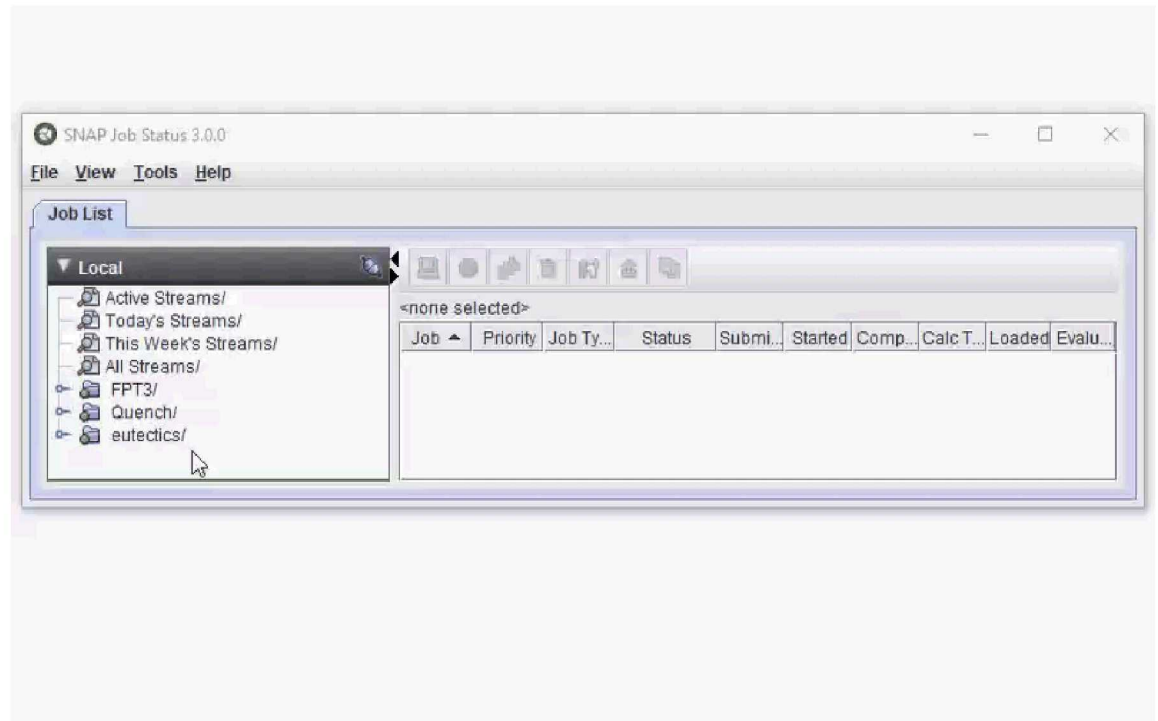 SNAP Job Status 3.0.0
File View Tools Help
Job List
Local
Active Streams/
Today's Streams/
This Week's Streams/
All Streams/
FPT3/
Quench/
eutectics/
<none selected>
Job Priority Job Ty... Status Submi... Started Comp... Calc T... Loaded Evalu...